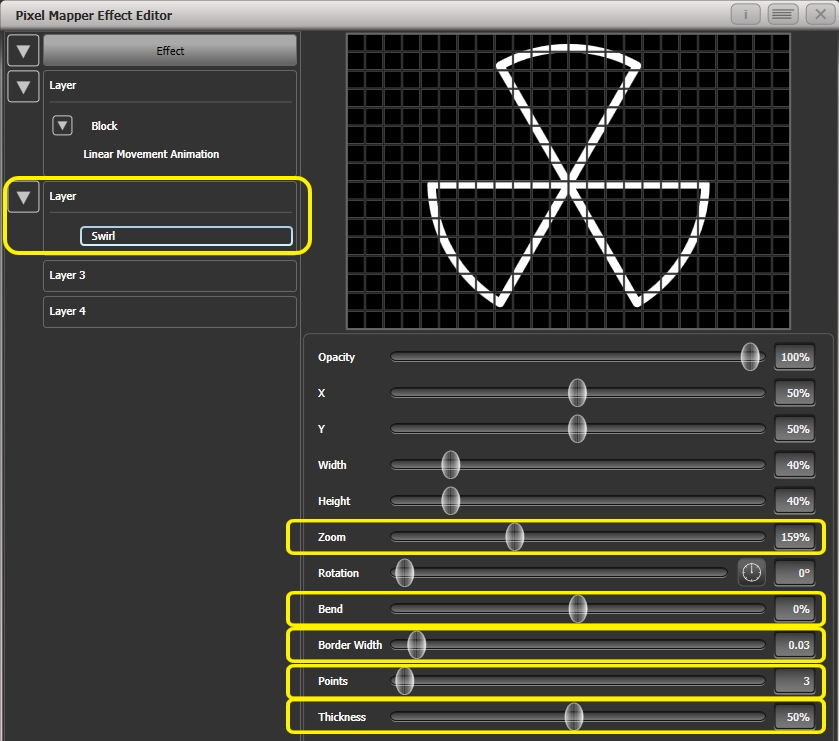 Pixel Mapper Effect Editor
i
Effect
Layer
Block
Linear Movement Animation
Layer
Swirl
Layer 3
Layer 4
Opacity 100%
X 50%
Y 50%
Width 40%
Height 40%
Zoom 159%
Rotation 0°
Bend 0%
Border Width 0.03
Points 3
Thickness 50%